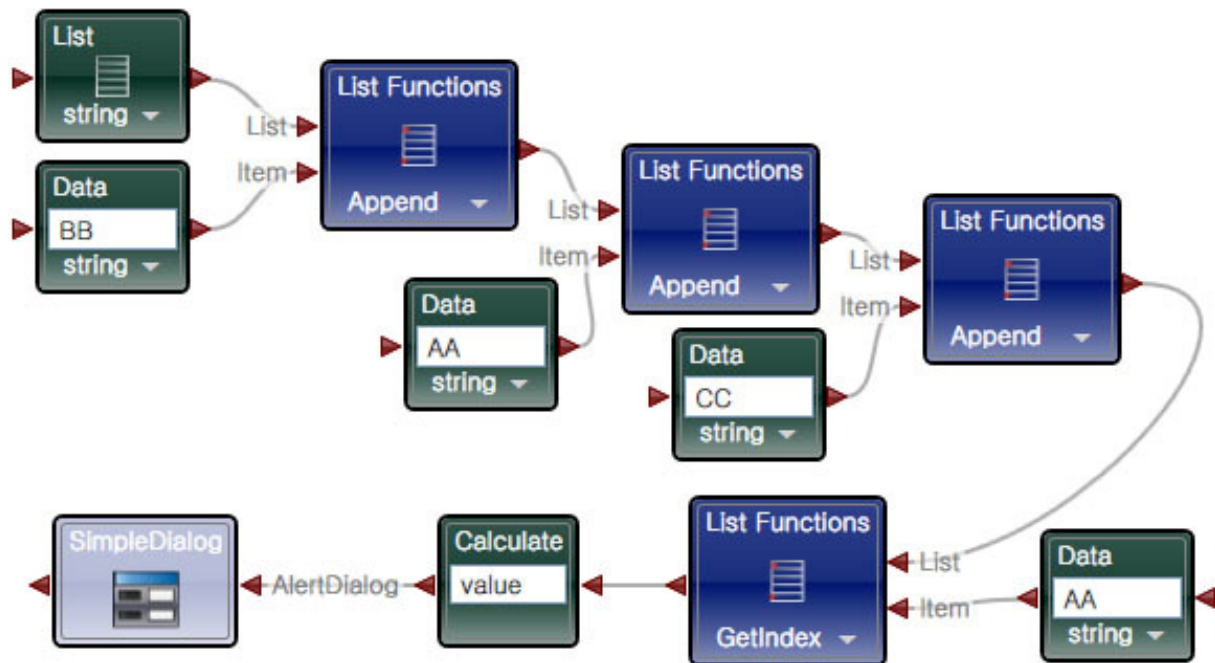 List
string
List Functions
List
Item
Append
Data
BB
string
List Functions
List
Item
Append
Data
AA
string
List Functions
List
Item
Append
Data
CC
string
SimpleDialog
AlertDialog
Calculate
value
List Functions
List
Item
GetIndex
Data
AA
string